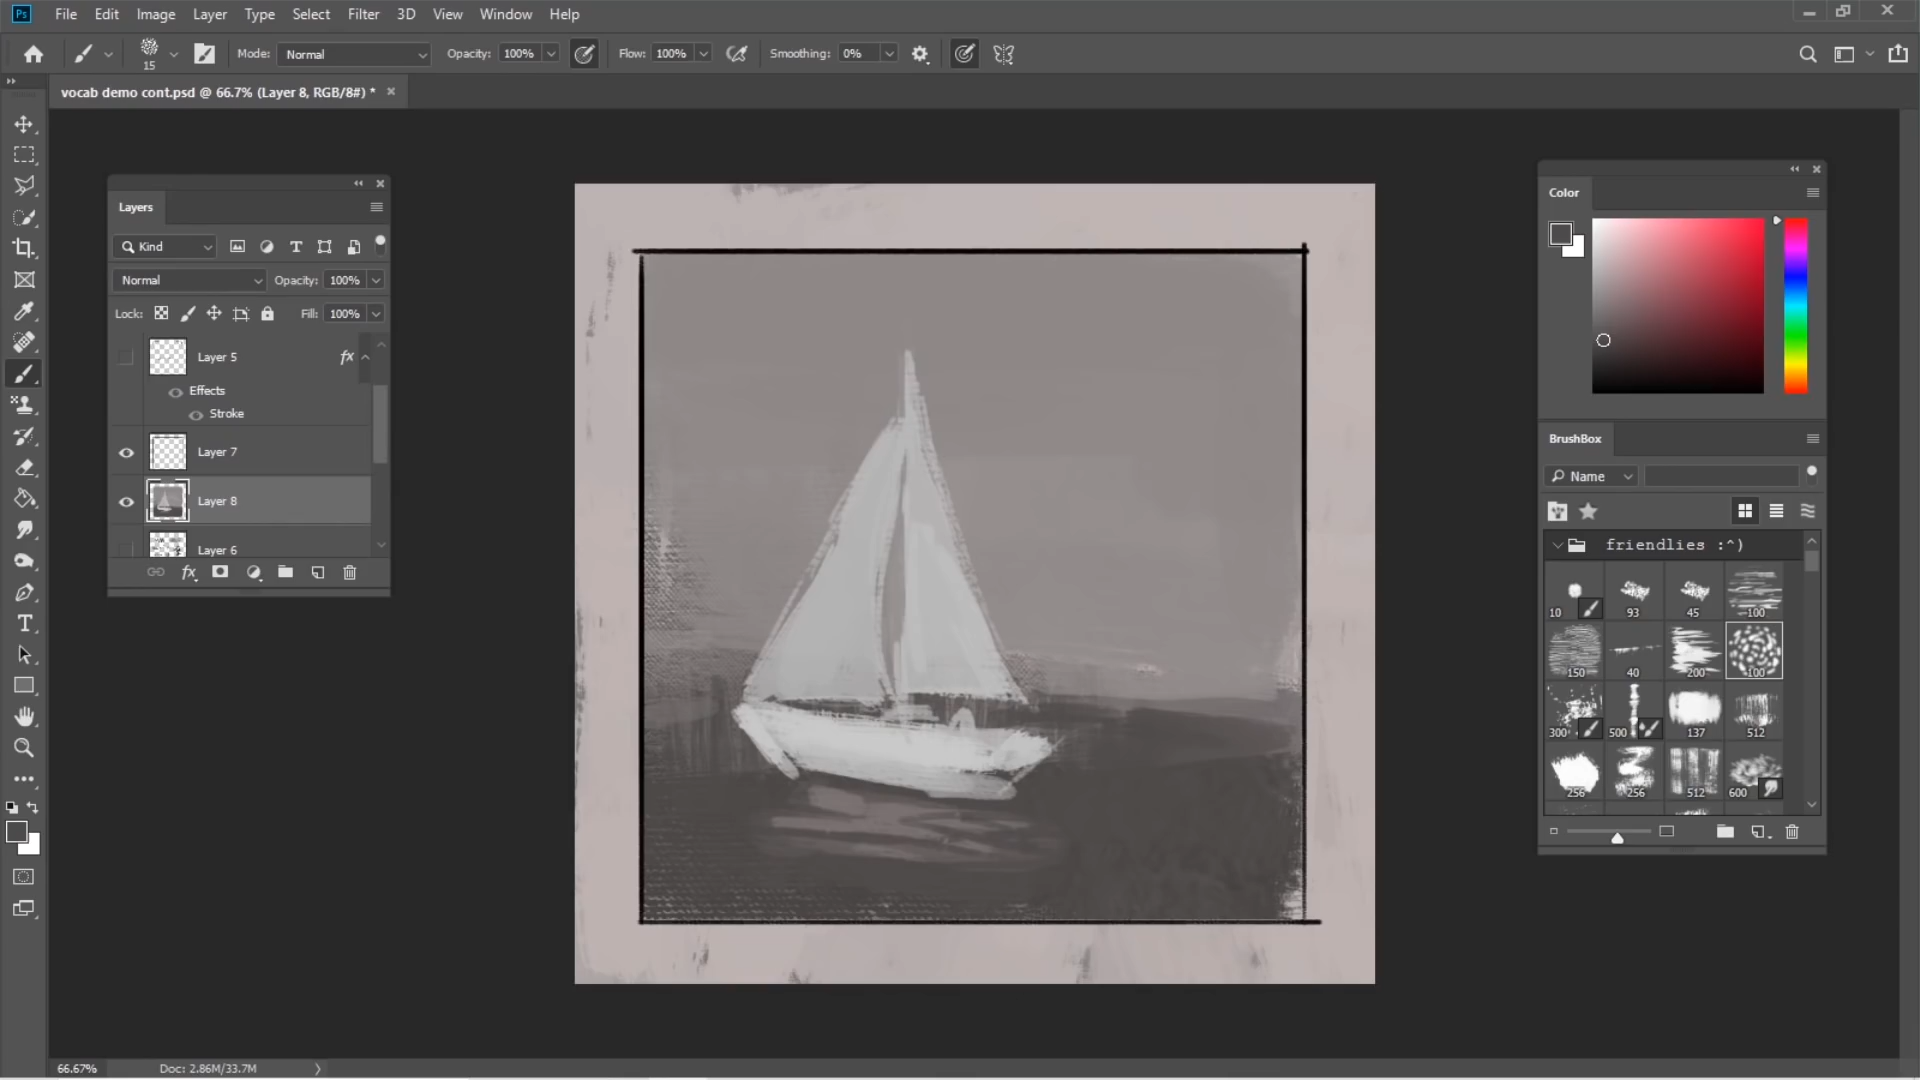 Ps File Edit Image Layer Type Select Filter 3D View Window Help
15 Mode: Normal Opacity: 100% Flow: 100% Smoothing: 0%
vocab demo cont.psd @ 66.7% (Layer 8, RGB/8#) * ×
Layers
Kind
Normal Opacity: 100%
Lock: Fill: 100%
Layer 5 fx
Effects
Stroke
Layer 7
Layer 8
Layer 6
fx
Color
BrushBox
Name
friendlies :^)
10 93 45 100
150 40 200 100
300 500 137 512
256 256 512 600
66.67% Doc: 2.86M/33.7M